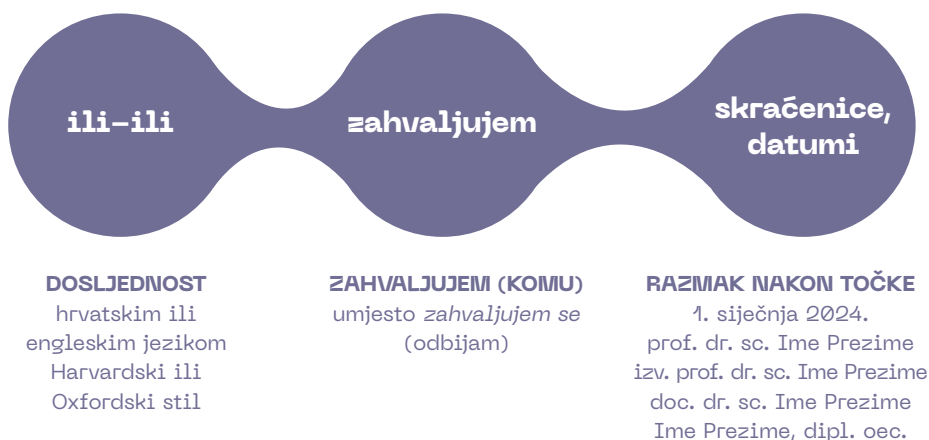 ili-ili
zahvaljujem
skraćenice,
datumi
DOSLJEDNOST
hrvatskim ili
engleskim jezikom
Harvardski ili
Oxfordski stil
ZAHVALJUJEM (KOMU)
umjesto zahvaljujem se
(odbijam)
RAZMAK NAKON TOČKE
1. siječnja 2024.
prof. dr. sc. Ime Prezime
izv. prof. dr. sc. Ime Prezime
doc. dr. sc. Ime Prezime
Ime Prezime, dipl. oec.